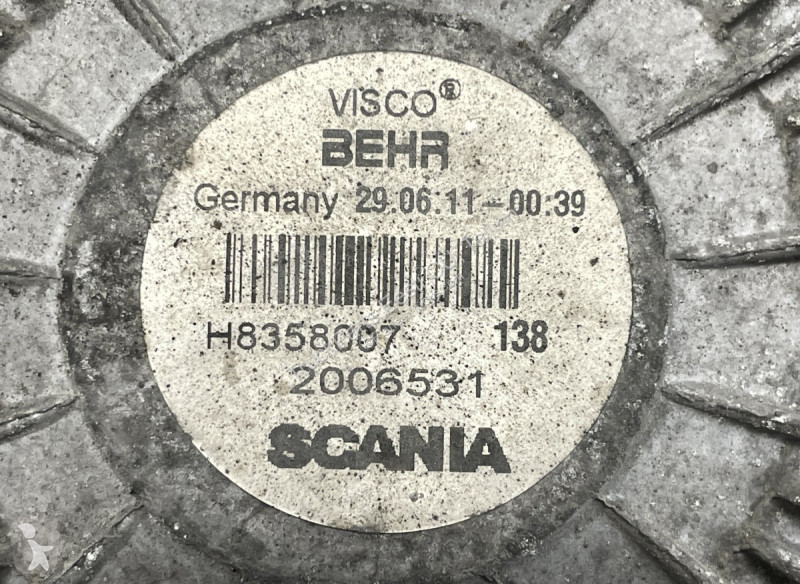 VISCO®
BEHR
Germany 29.06.11-00:39
H8358007 138
2006531
SCANIA